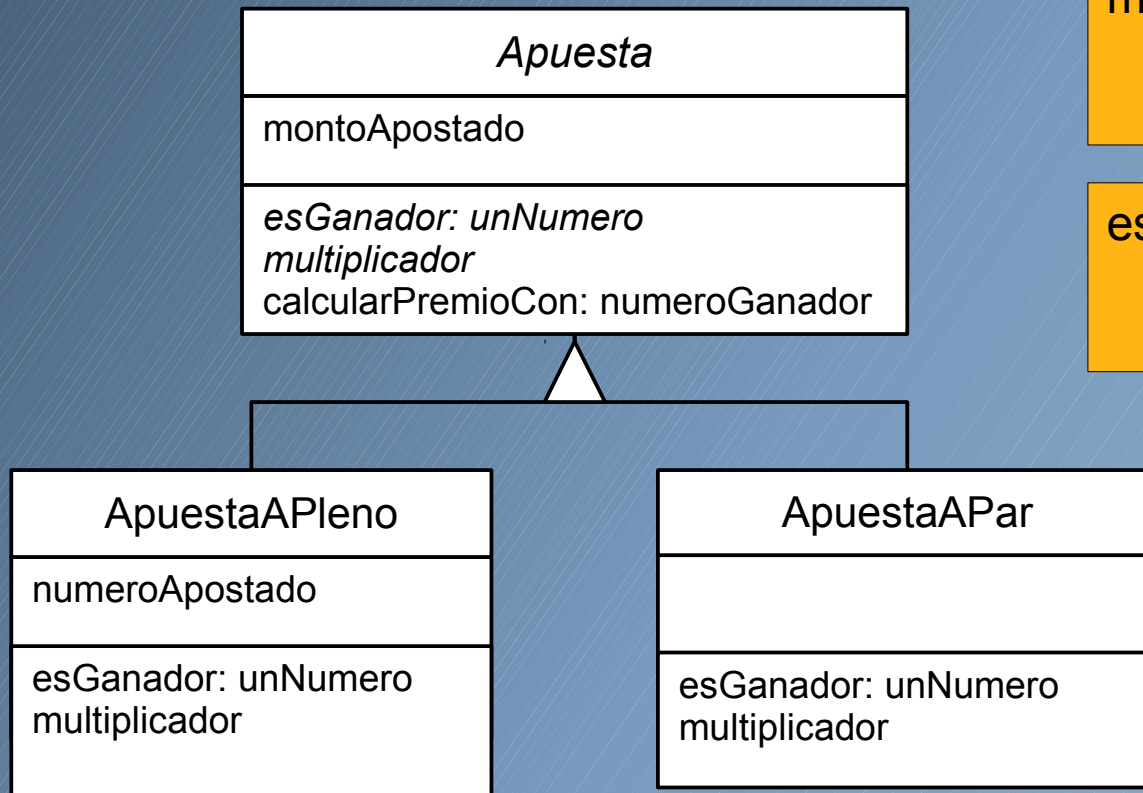 Apuesta
montoApostado
esGanador: unNumero
multiplicador
calcularPremioCon: numeroGanador
ApuestaAPleno
numeroApostado
esGanador: unNumero
multiplicador
ApuestaAPar
esGanador: unNumero
multiplicador